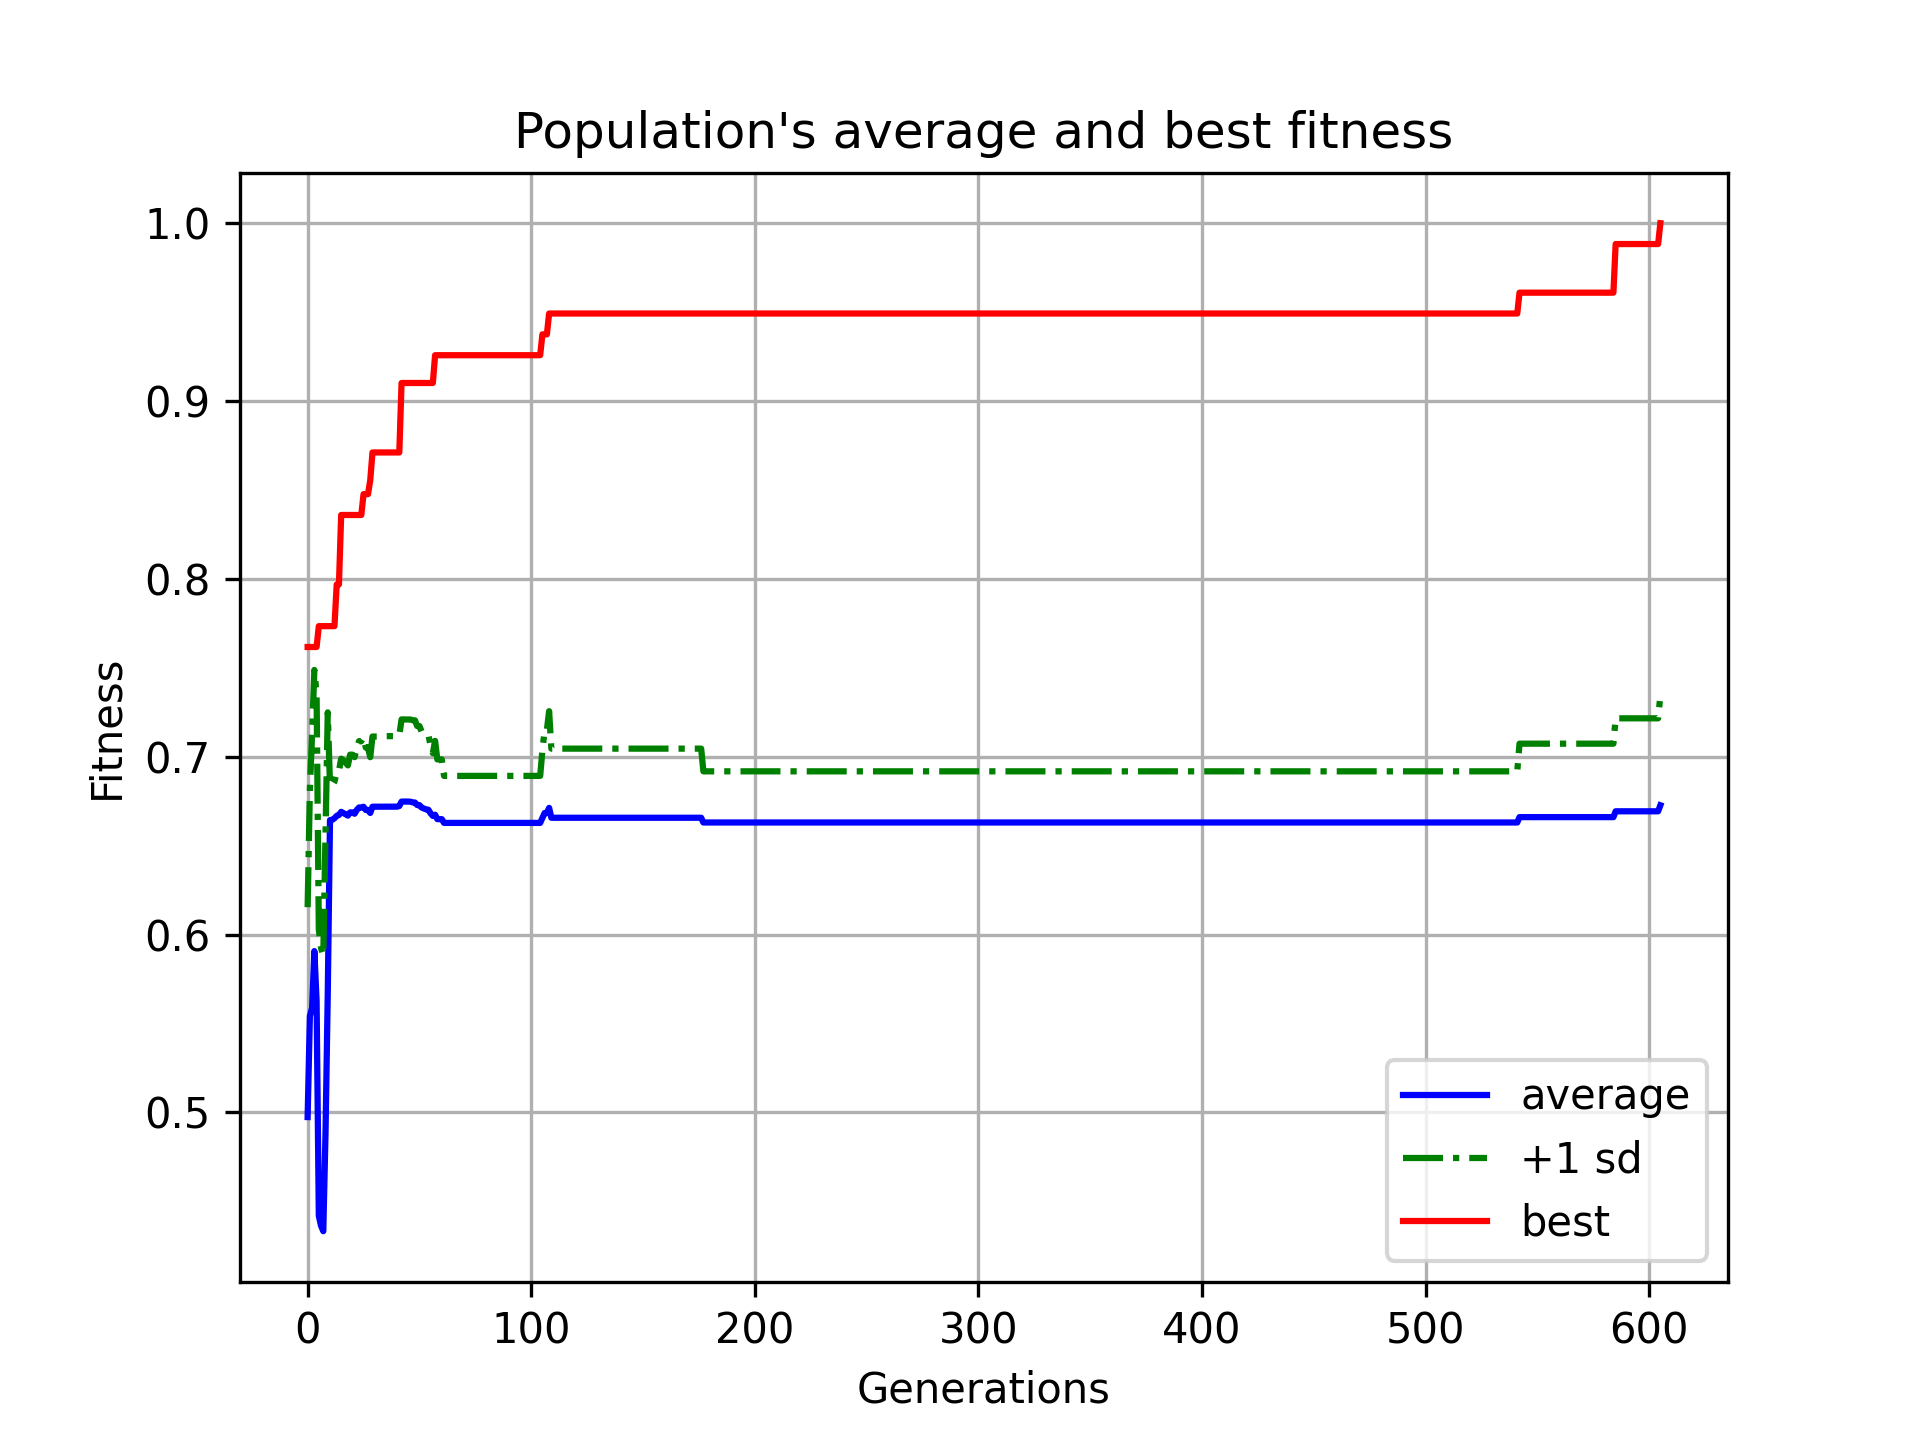 Population's average and best fitness
1.0
0.9
0.8
0.7
0.6
0.5
Fitness
0 100 200 300 400 500 600
Generations
average
+1 sd
best